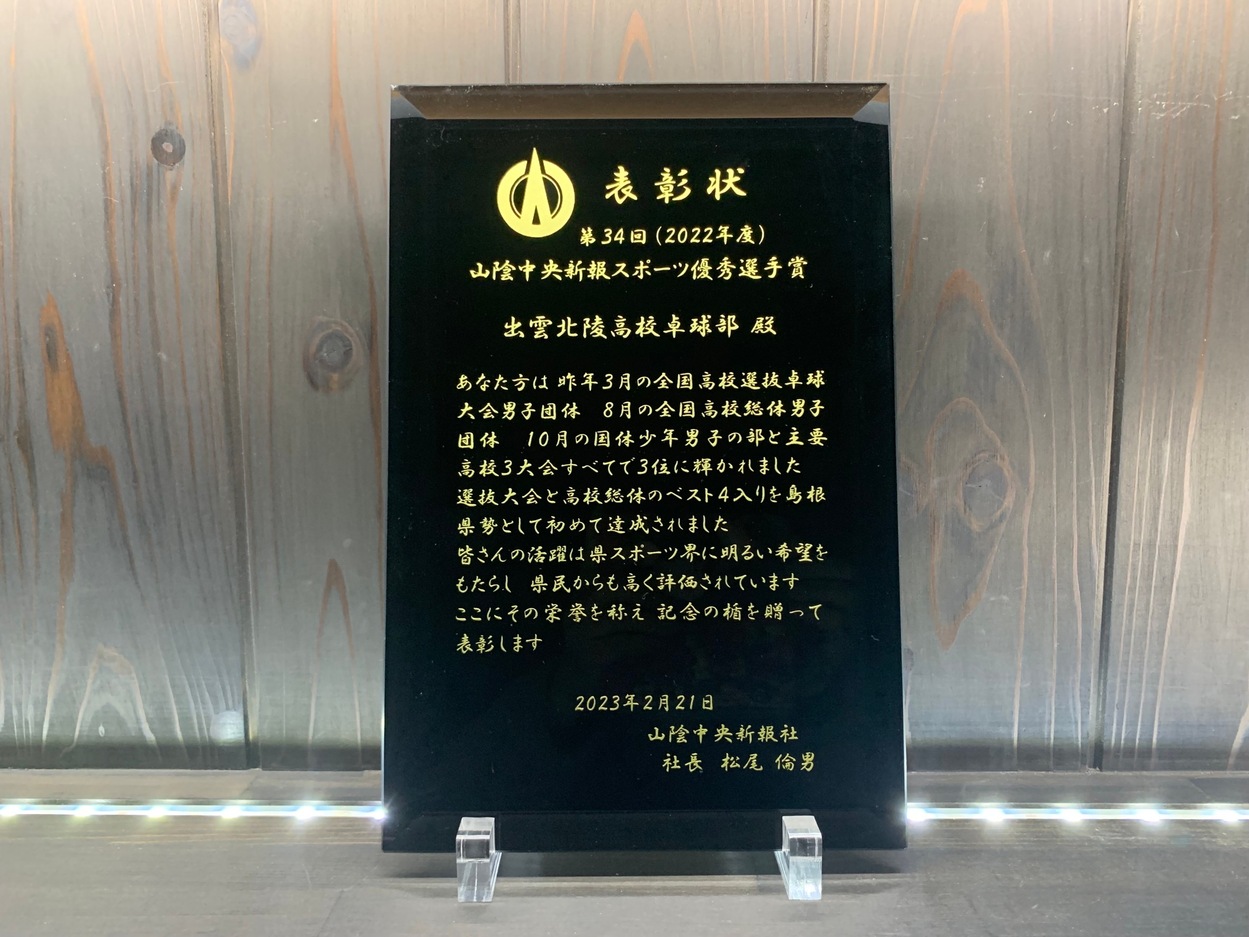 表彰状
第34回(2022年度)
山陰中央新報スポーツ優秀選手賞
出雲北陵高校卓球部 殿
あなた方は 昨年3月の全国高校選抜卓球
大会男子団体　8月の全国高校総体男子
団体　10月の国体少年男子の部と主要
高校3大会すべてで3位に輝かれました
選抜大会と高校総体のベスト4入りを島根
県勢として初めて達成されました
皆さんの活躍は県スポーツ界に明るい希望を
もたらし　県民からも高く評価されています
ここにその栄誉を称え 記念の楯を贈って
表彰します
2023年2月21日
山陰中央新報社
社長 松尾 倫男